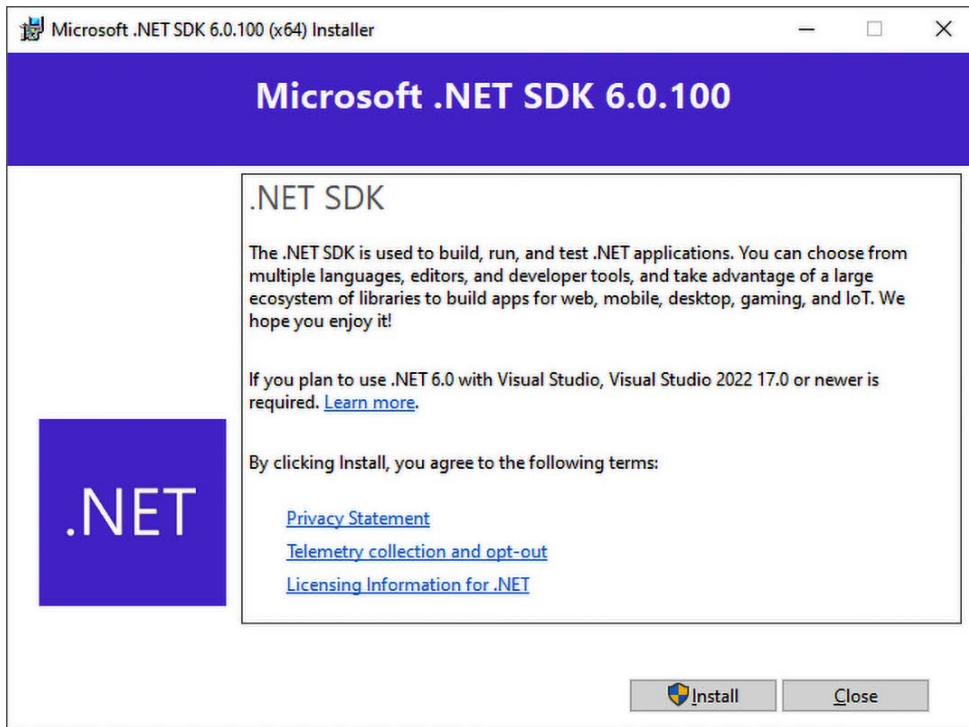 Microsoft .NET SDK 6.0.100 (x64) Installer
Microsoft .NET SDK 6.0.100
.NET SDK
The .NET SDK is used to build, run, and test .NET applications. You can choose from
multiple languages, editors, and developer tools, and take advantage of a large
ecosystem of libraries to build apps for web, mobile, desktop, gaming, and IoT. We
hope you enjoy it!
If you plan to use .NET 6.0 with Visual Studio, Visual Studio 2022 17.0 or newer is
required. Learn more.
By clicking Install, you agree to the following terms:
.NET
Privacy Statement
Telemetry collection and opt-out
Licensing Information for .NET
Install
Close